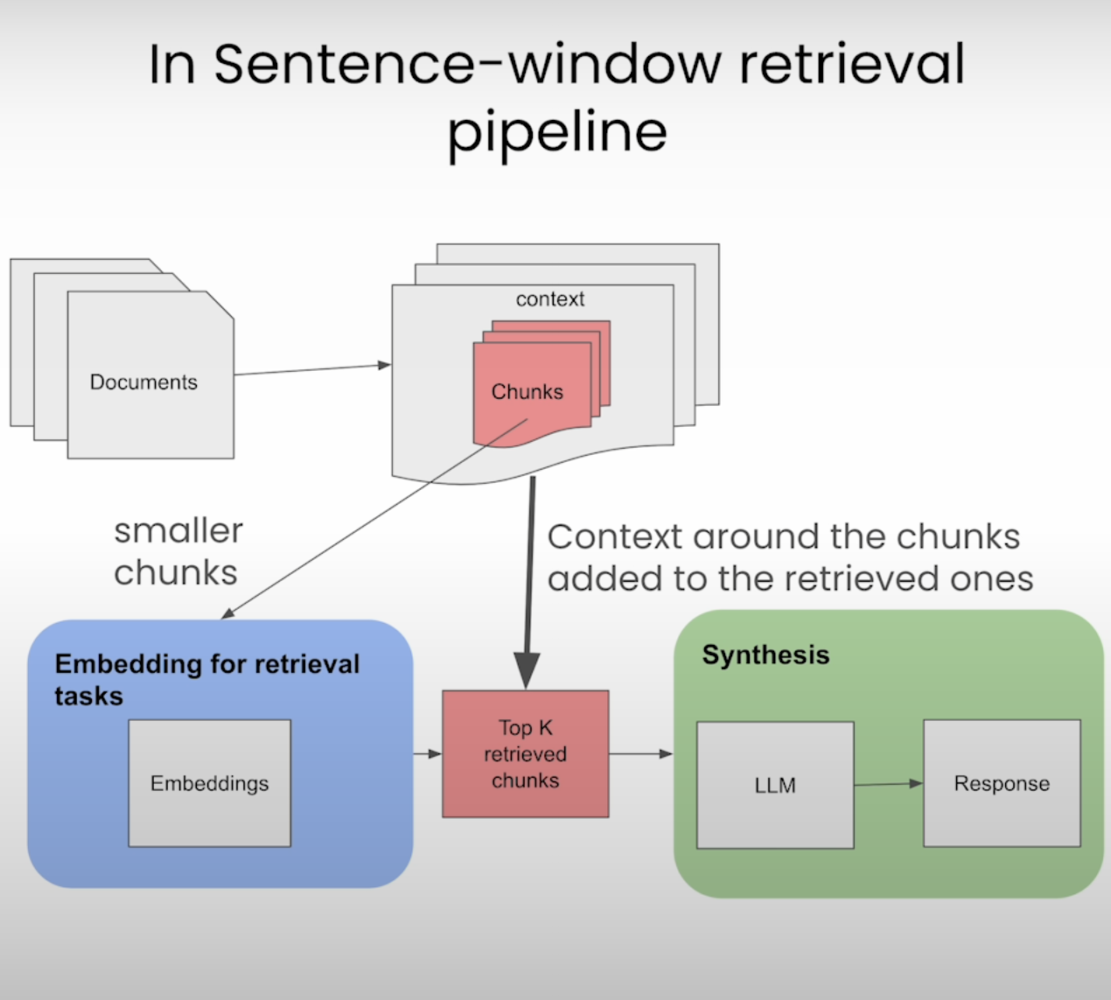 In Sentence-window retrieval
pipeline
Documents
context
Chunks
smaller
chunks
Context around the chunks
added to the retrieved ones
Embedding for retrieval
tasks
Embeddings
Top K
retrieved
chunks
Synthesis
LLM
Response